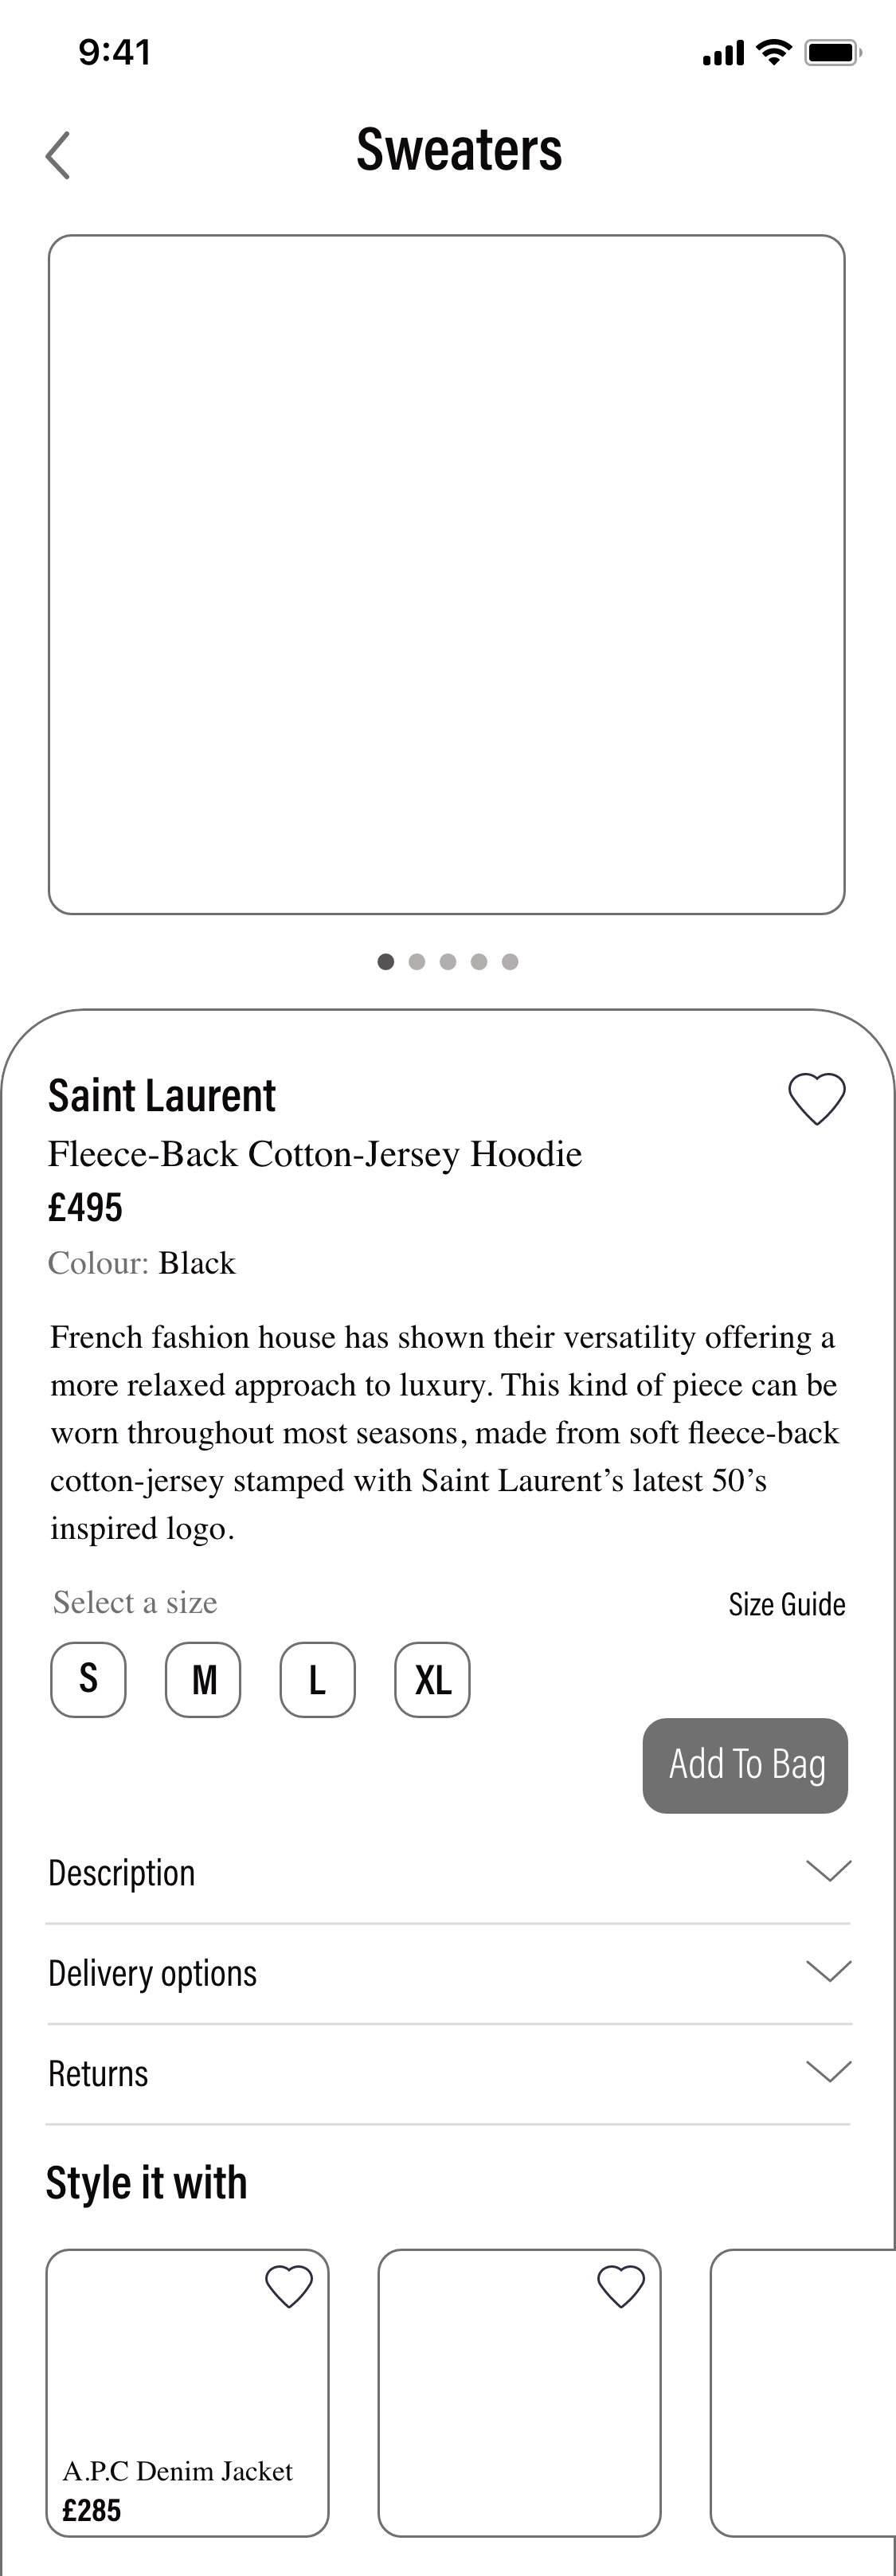 9:41
Sweaters
Saint Laurent
Fleece-Back Cotton-Jersey Hoodie
£495
Colour: Black
French fashion house has shown their versatility offering a
more relaxed approach to luxury. This kind of piece can be
worn throughout most seasons, made from soft fleece-back
cotton-jersey stamped with Saint Laurent’s latest 50’s
inspired logo.
Select a size Size Guide
S M L XL
Add To Bag
Description
Delivery options
Returns
Style it with
A.P.C Denim Jacket
£285